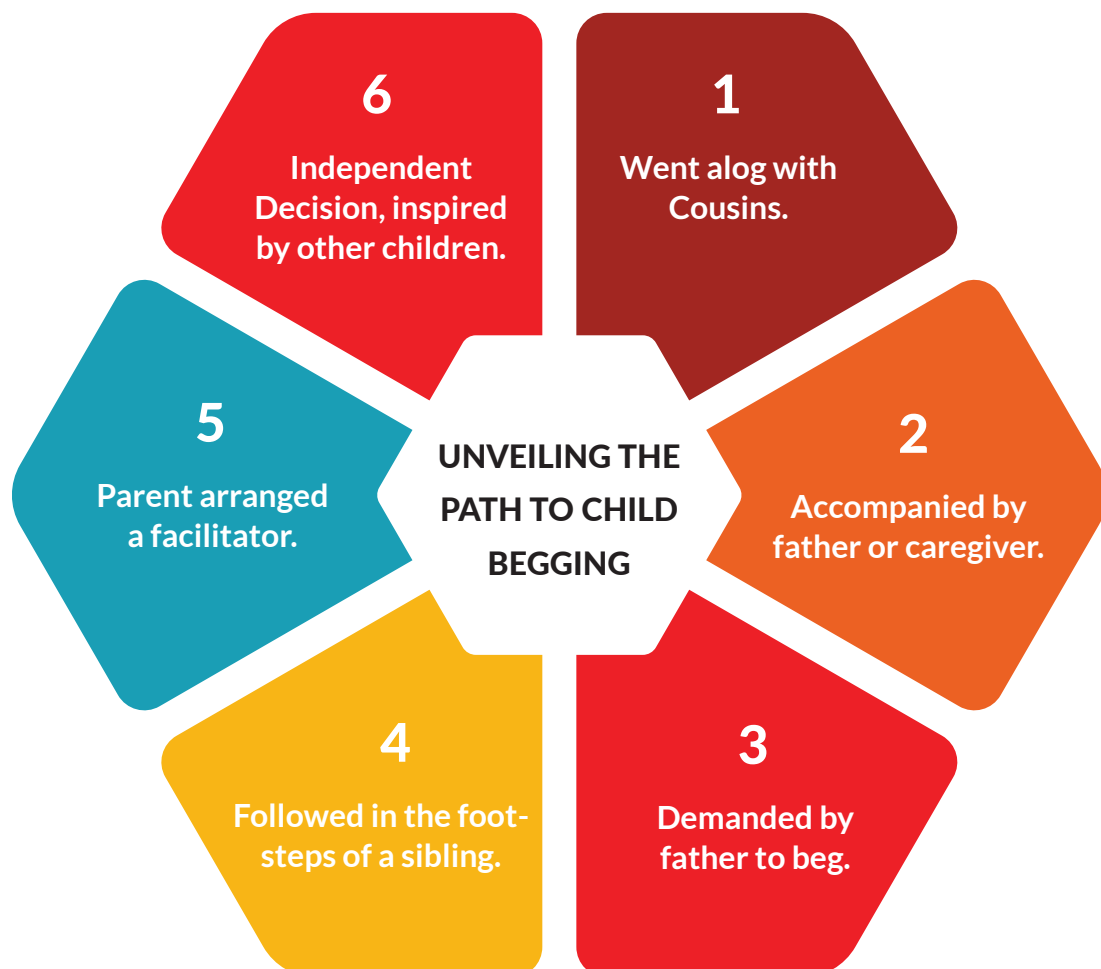 UNVEILING THE
PATH TO CHILD
BEGGING
1
Went alog with
Cousins.
2
Accompanied by
father or caregiver.
3
Demanded by
father to beg.
4
Followed in the foot-
steps of a sibling.
5
Parent arranged
a facilitator.
6
Independent
Decision, inspired
by other children.